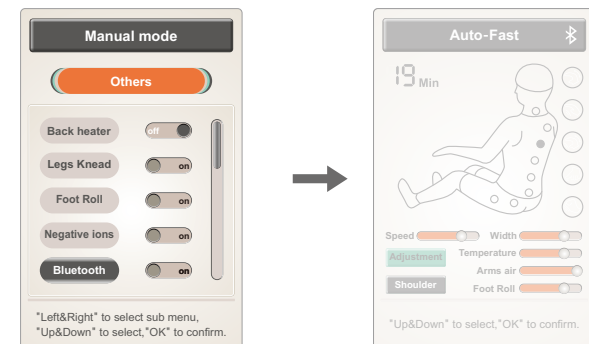 Manual mode
Others
Back heater off
Legs Knead on
Foot Roll on
Negative ions on
Bluetooth on
"Left&Right" to select sub menu,
"Up&Down" to select,"OK" to confirm.
Auto-Fast
19 Min
Speed Width
Adjustment Temperature
Arms air
Shoulder Foot Roll
"Up&Down" to select,"OK" to confirm.